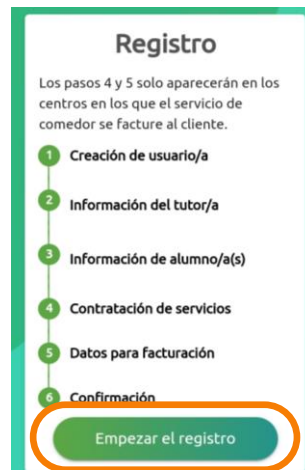 Registro
Los pasos 4 y 5 solo aparecerán en los
centros en los que el servicio de
comedor se facture al cliente.
1 Creación de usuario/a
2 Información del tutor/a
3 Información de alumno/a(s)
4 Contratación de servicios
5 Datos para facturación
6 Confirmación
Empezar el registro